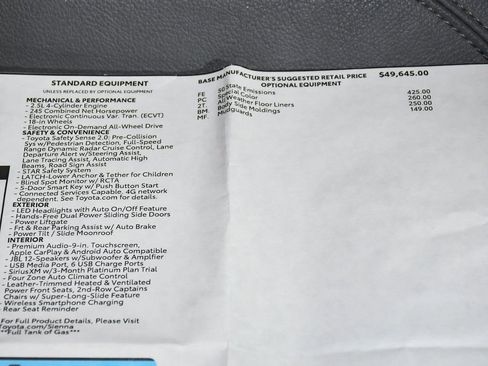 STANDARD EQUIPMENT
UNLESS REPLACED BY OPTIONAL EQUIPMENT
MECHANICAL & PERFORMANCE
- 2.5L 4-Cylinder Engine
- 245 Combined Net Horsepower
- Electronic Continuous Var. Tran. (ECVT)
- 18-in Wheels
- Electronic On-Demand All-Wheel Drive
SAFETY & CONVENIENCE
- Toyota Safety Sense 2.0: Pre-Collision
Sys w/Pedestrian Detection, Full-Speed
Range Dynamic Radar Cruise Control, Lane
Departure Alert w/Steering Assist,
Lane Tracing Assist, Automatic High
Beams, Road Sign Assist
- STAR Safety System
- LATCH-Lower Anchor & Tether for Children
- Blind Spot Monitor w/ RCTA
- 5-Door Smart Key w/ Push Button Start
- Connected Services Capable, 4G network
dependent. See Toyota.com for details.
EXTERIOR
- LED Headlights with Auto On/Off Feature
- Hands-Free Dual Power Sliding Side Doors
- Power Liftgate
- Frt & Rear Parking Assist w/ Auto Brake
- Power Tilt / Slide Moonroof
INTERIOR
- Premium Audio-9-in. Touchscreen,
Apple CarPlay & Android Auto Compatible
- JBL 12-Speakers w/Subwoofer & Amplfier
- USB Media Port, 6 USB Charge Ports
- SiriusXM w/3-Month Platinum Plan Trial
- Four Zone Auto Climate Control
- Leather-Trimmed Heated & Ventilated
Power Front Seats, 2nd-Row Captains
Chairs w/ Super-Long-Slide Feature
- Wireless Smartphone Charging
- Rear Seat Reminder
For Full Product Details, Please Visit
Toyota.com/Sienna
**Full Tank of Gas***
BASE MANUFACTURER'S SUGGESTED RETAIL PRICE $49,645.00
OPTIONAL EQUIPMENT
FE 50 State Emissions
PC Special Color 425.00
2T. All-Weather Floor Liners 260.00
BM. Body Side Moldings 250.00
MF. Mudguards 149.00